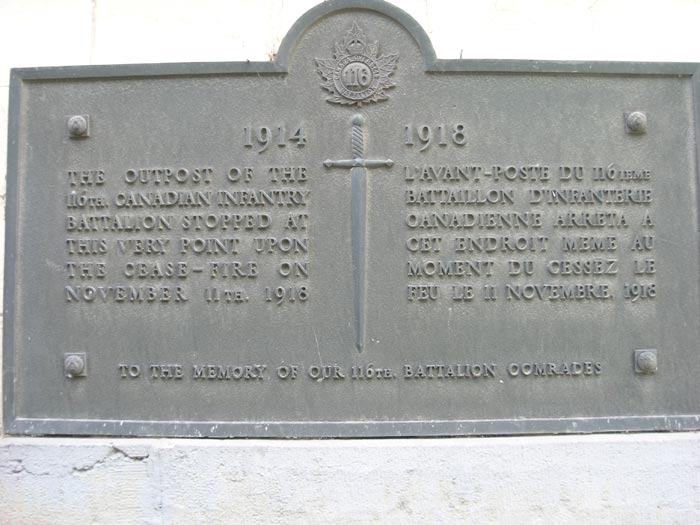 116
1914
THE OUTPOST OF THE
116TH. CANADIAN INFANTRY
BATTALION STOPPED AT
THIS VERY POINT UPON
THE CEASE-FIRE ON
NOVEMBER 11TH. 1918
1918
L'AVANT-POSTE DU 116IEME
BATTAILLON D'INFANTERIE
CANADIENNE ARRETA A
CET ENDROIT MEME AU
MOMENT DU CESSEZ LE
FEU LE 11 NOVEMBRE. 1918
TO THE MEMORY OF OUR 116TH. BATTALION COMRADES